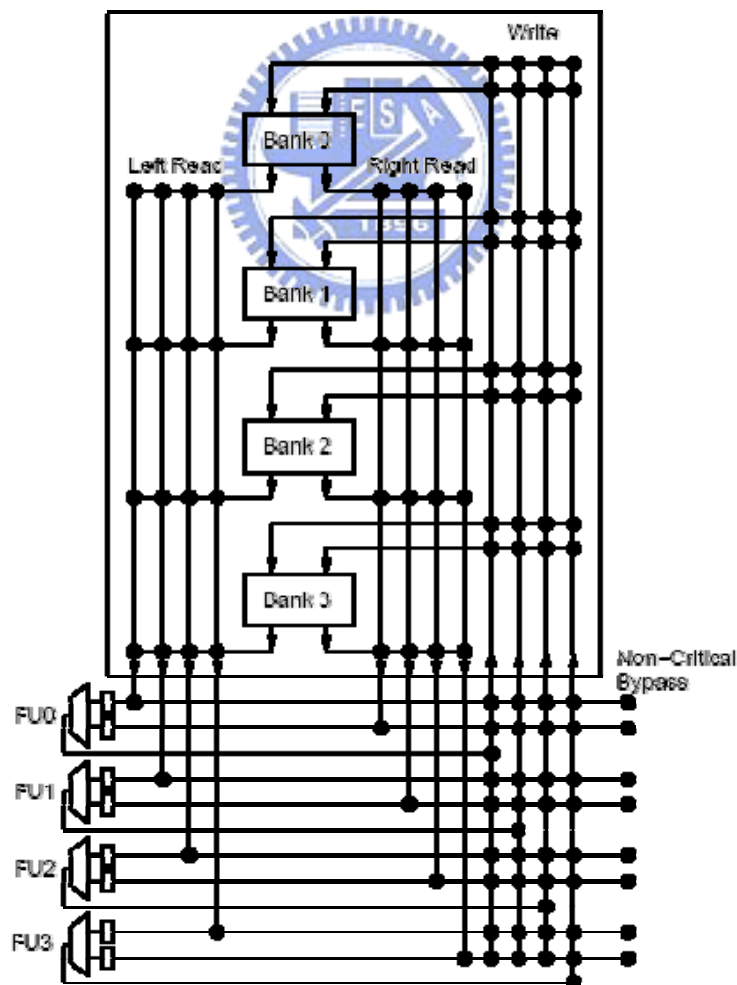 Write
E S A
Bank 0
Left Read Right Read
1896
Bank 1
Bank 2
Bank 3
Non-Critical
Bypass
FU0
FU1
FU2
FU3